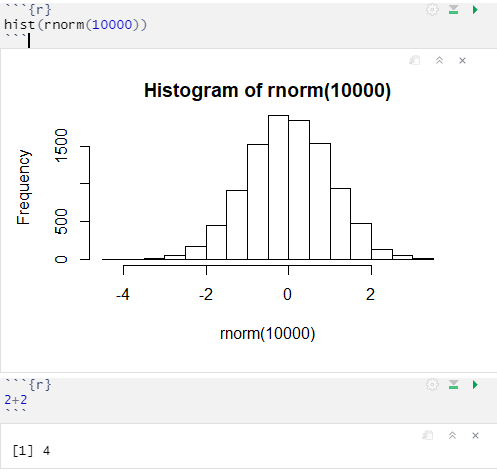 ```{r}
hist(rnorm(10000))
```
Histogram of rnorm(10000)
Frequency
1500
500
0
-4 -2 0 2
rnorm(10000)
```{r}
2+2
```
[1] 4